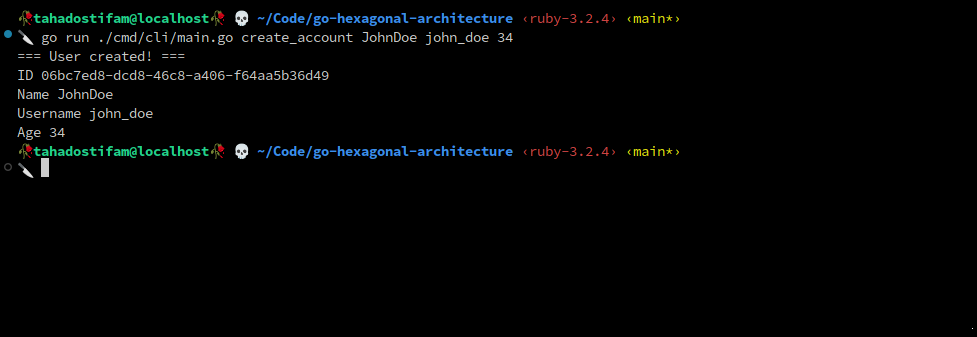 🥀tahadostifam@localhost🥀 💀 ~/Code/go-hexagonal-architecture ‹ruby-3.2.4› ‹main*›
🔪 go run ./cmd/cli/main.go create_account JohnDoe john_doe 34
=== User created! ===
ID 06bc7ed8-dcd8-46c8-a406-f64aa5b36d49
Name JohnDoe
Username john_doe
Age 34
🥀tahadostifam@localhost🥀 💀 ~/Code/go-hexagonal-architecture ‹ruby-3.2.4› ‹main*›
🔪